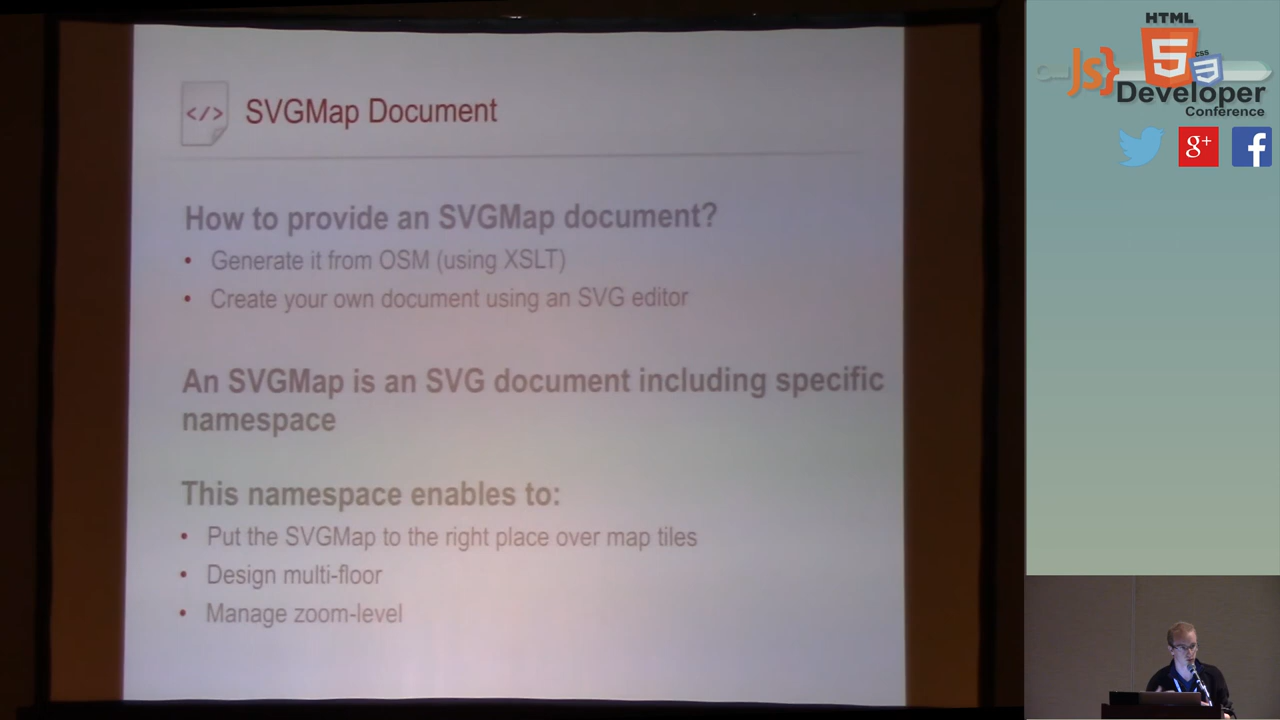 </> SVGMap Document
How to provide an SVGMap document?
• Generate it from OSM (using XSLT)
• Create your own document using an SVG editor
An SVGMap is an SVG document including specific
namespace
This namespace enables to:
• Put the SVGMap to the right place over map tiles
• Design multi-floor
• Manage zoom-level
HTML
JS} 5 CSS 3
Developer
Conference
g+ f